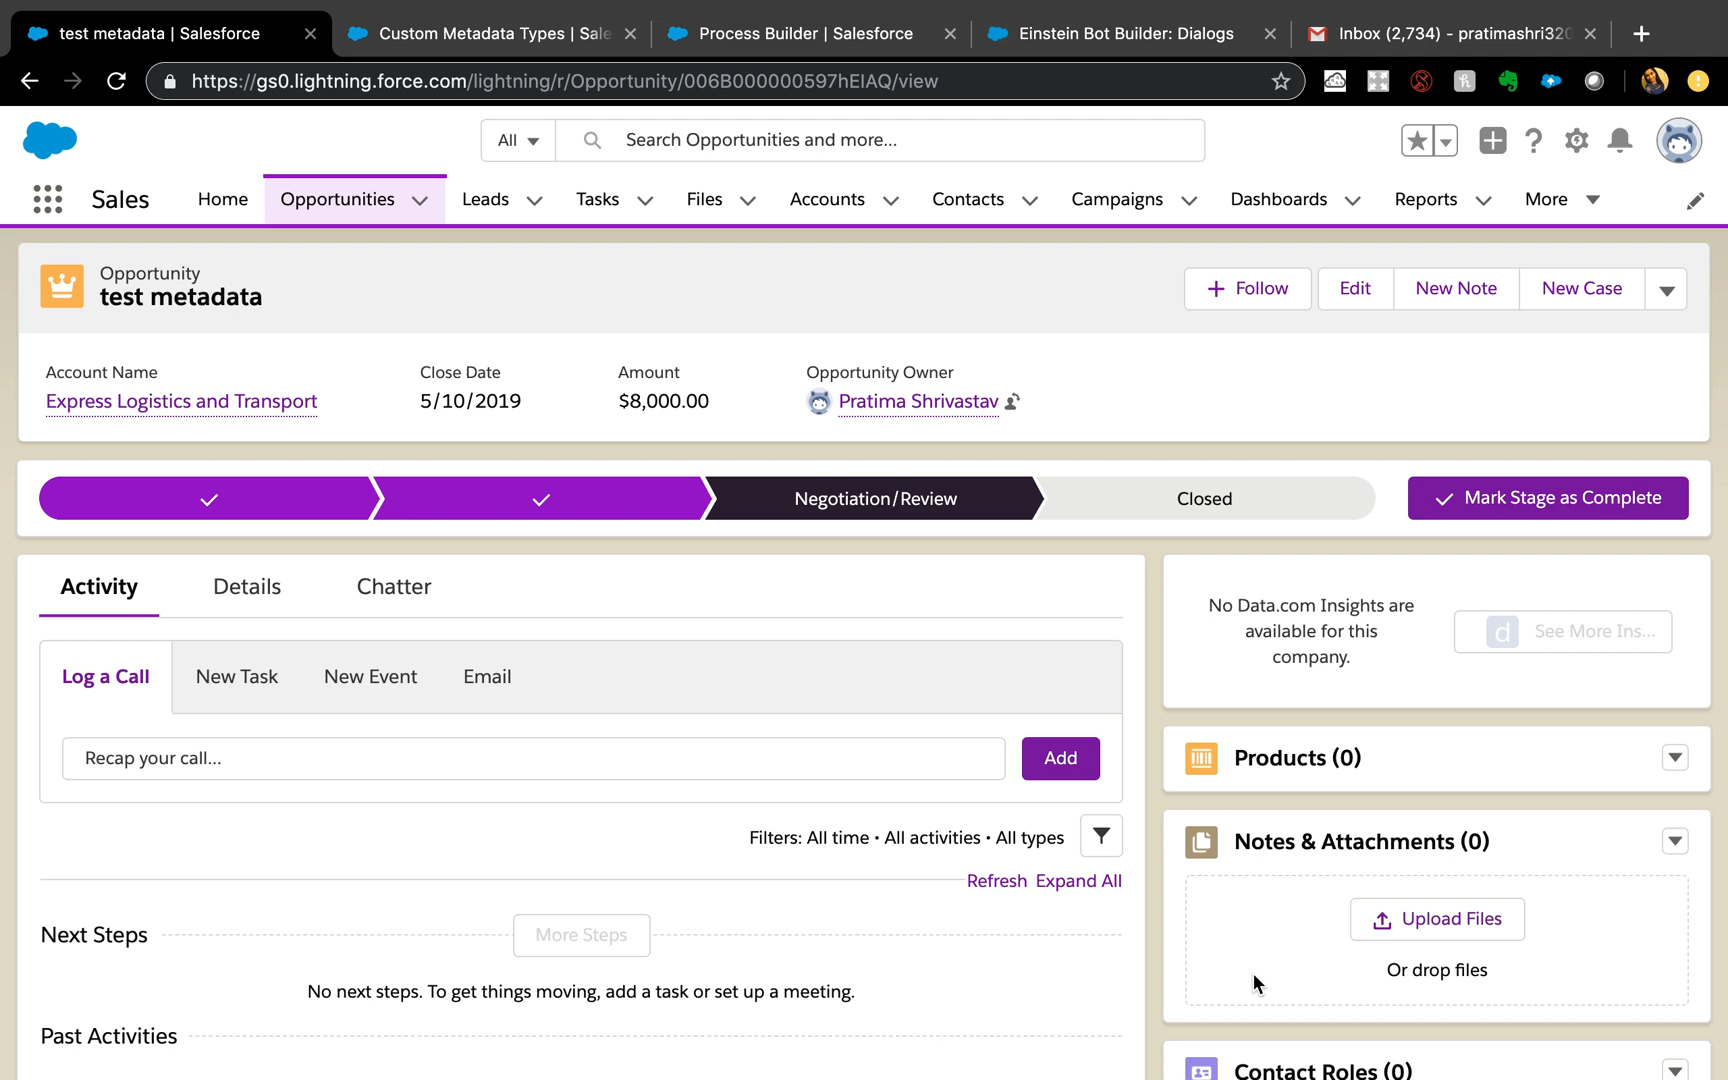 test metadata | Salesforce
Custom Metadata Types | Sale
Process Builder | Salesforce
Einstein Bot Builder: Dialogs
Inbox (2,734) - pratimashri320
https://gs0.lightning.force.com/lightning/r/Opportunity/006B000000597hEIAQ/view
All
Search Opportunities and more...
Sales
Home
Opportunities
Leads
Tasks
Files
Accounts
Contacts
Campaigns
Dashboards
Reports
More
Opportunity
test metadata
+ Follow
Edit
New Note
New Case
Account Name
Close Date
Amount
Opportunity Owner
Express Logistics and Transport
5/10/2019
$8,000.00
Pratima Shrivastav
Negotiation/Review
Closed
Mark Stage as Complete
Activity
Details
Chatter
Log a Call
New Task
New Event
Email
Recap your call...
Add
Filters: All time • All activities • All types
Refresh Expand All
Next Steps
More Steps
No next steps. To get things moving, add a task or set up a meeting.
Past Activities
No Data.com Insights are
available for this
company.
d
See More Ins...
Products (0)
Notes & Attachments (0)
Upload Files
Or drop files
Contact Roles (0)